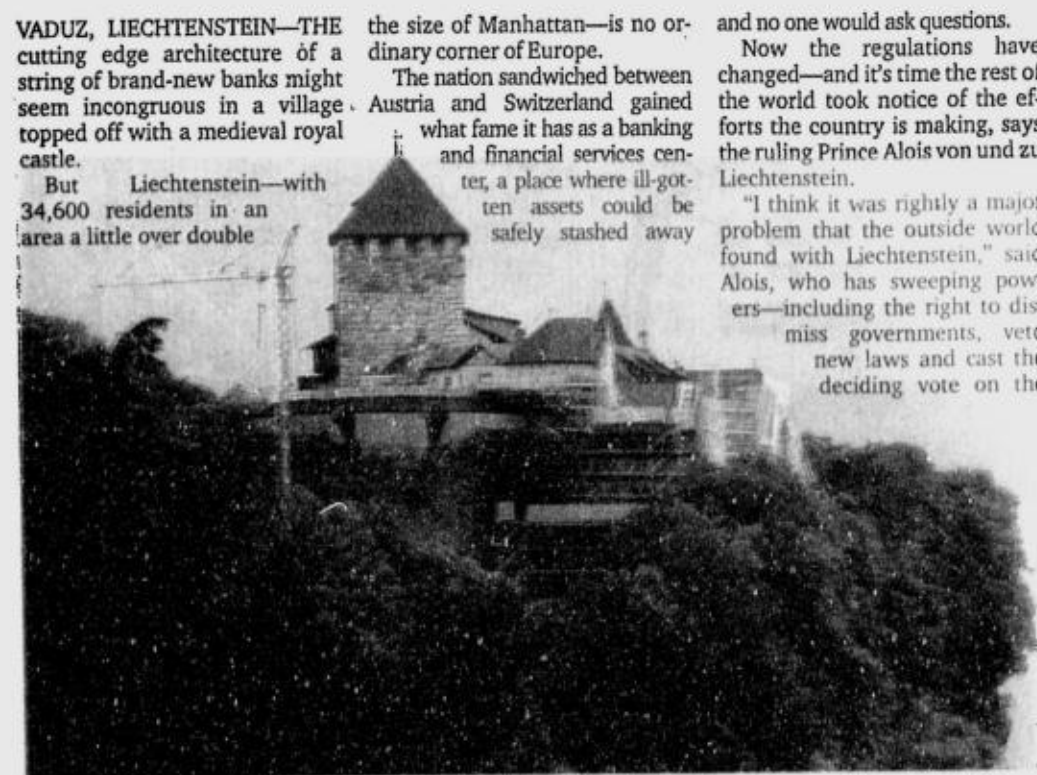 VADUZ, LIECHTENSTEIN—THE
cutting edge architecture of a
string of brand-new banks might
seem incongruous in a village
topped off with a medieval royal
castle.
But Liechtenstein—with
34,600 residents in an
area a little over double
the size of Manhattan—is no or-
dinary corner of Europe.
The nation sandwiched between
Austria and Switzerland gained
what fame it has as a banking
and financial services cen-
ter, a place where ill-got-
ten assets could be
safely stashed away
and no one would ask questions.
Now the regulations have
changed—and it's time the rest of
the world took notice of the ef-
forts the country is making, says
the ruling Prince Alois von und zu
Liechtenstein.
"I think it was rightly a major
problem that the outside world
found with Liechtenstein," said
Alois, who has sweeping pow-
ers—including the right to dis-
miss governments, veto
new laws and cast the
deciding vote on the